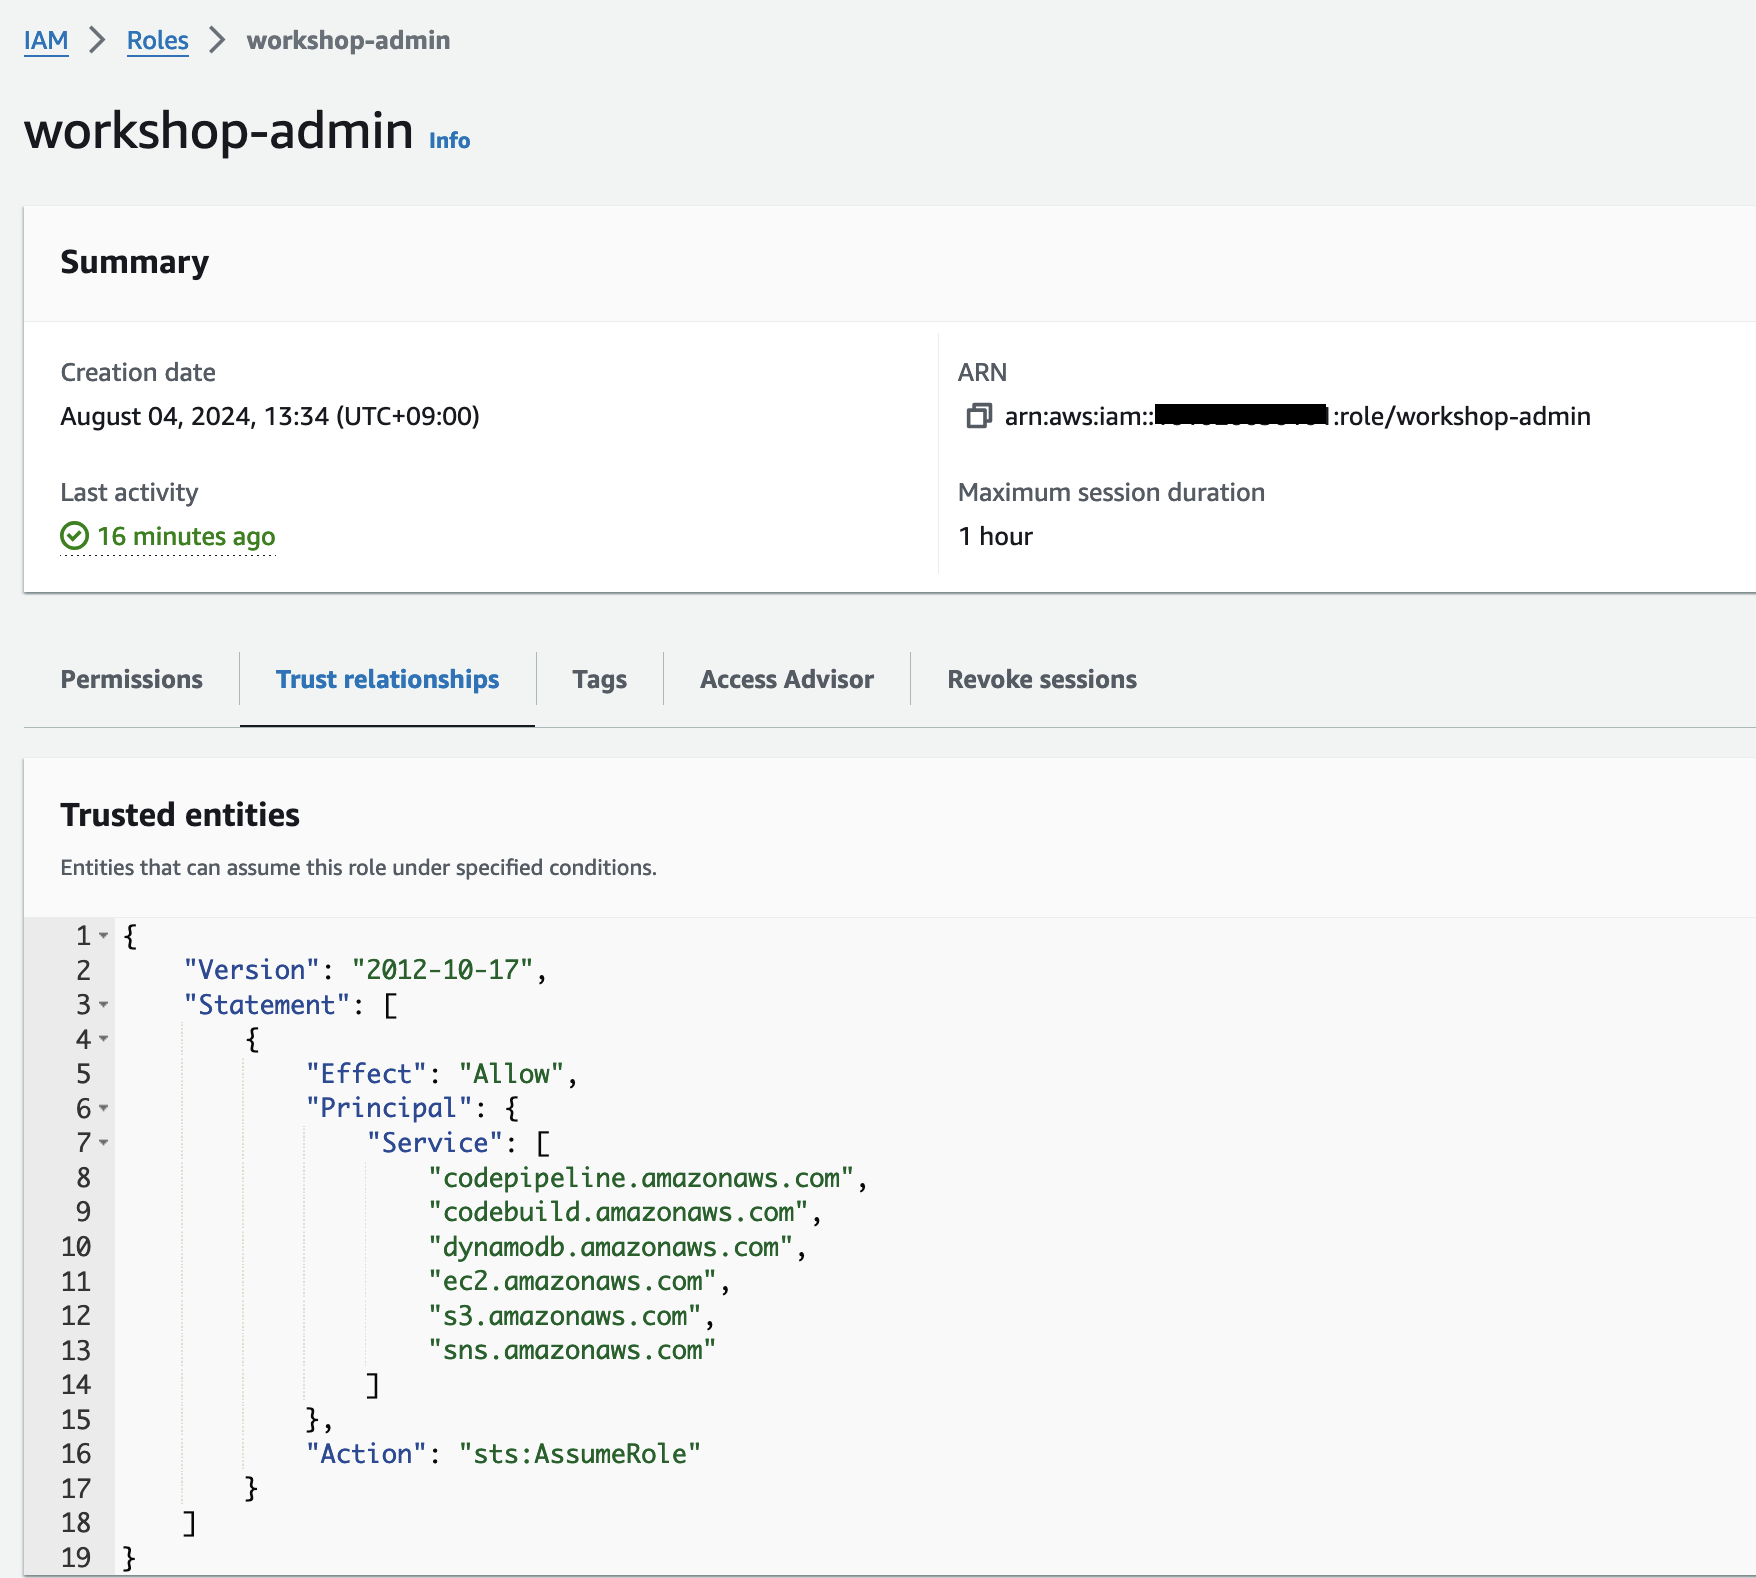 IAM > Roles > workshop-admin
workshop-admin Info
Summary
Creation date
August 04, 2024, 13:34 (UTC+09:00)
ARN
arn:aws:iam:: :role/workshop-admin
Last activity
16 minutes ago
Maximum session duration
1 hour
Permissions
Trust relationships
Tags
Access Advisor
Revoke sessions
Trusted entities
Entities that can assume this role under specified conditions.
1 {
2     "Version": "2012-10-17",
3     "Statement": [
4         {
5             "Effect": "Allow",
6             "Principal": {
7                 "Service": [
8                     "codepipeline.amazonaws.com",
9                     "codebuild.amazonaws.com",
10                     "dynamodb.amazonaws.com",
11                     "ec2.amazonaws.com",
12                     "s3.amazonaws.com",
13                     "sns.amazonaws.com"
14                 ]
15             },
16             "Action": "sts:AssumeRole"
17         }
18     ]
19 }